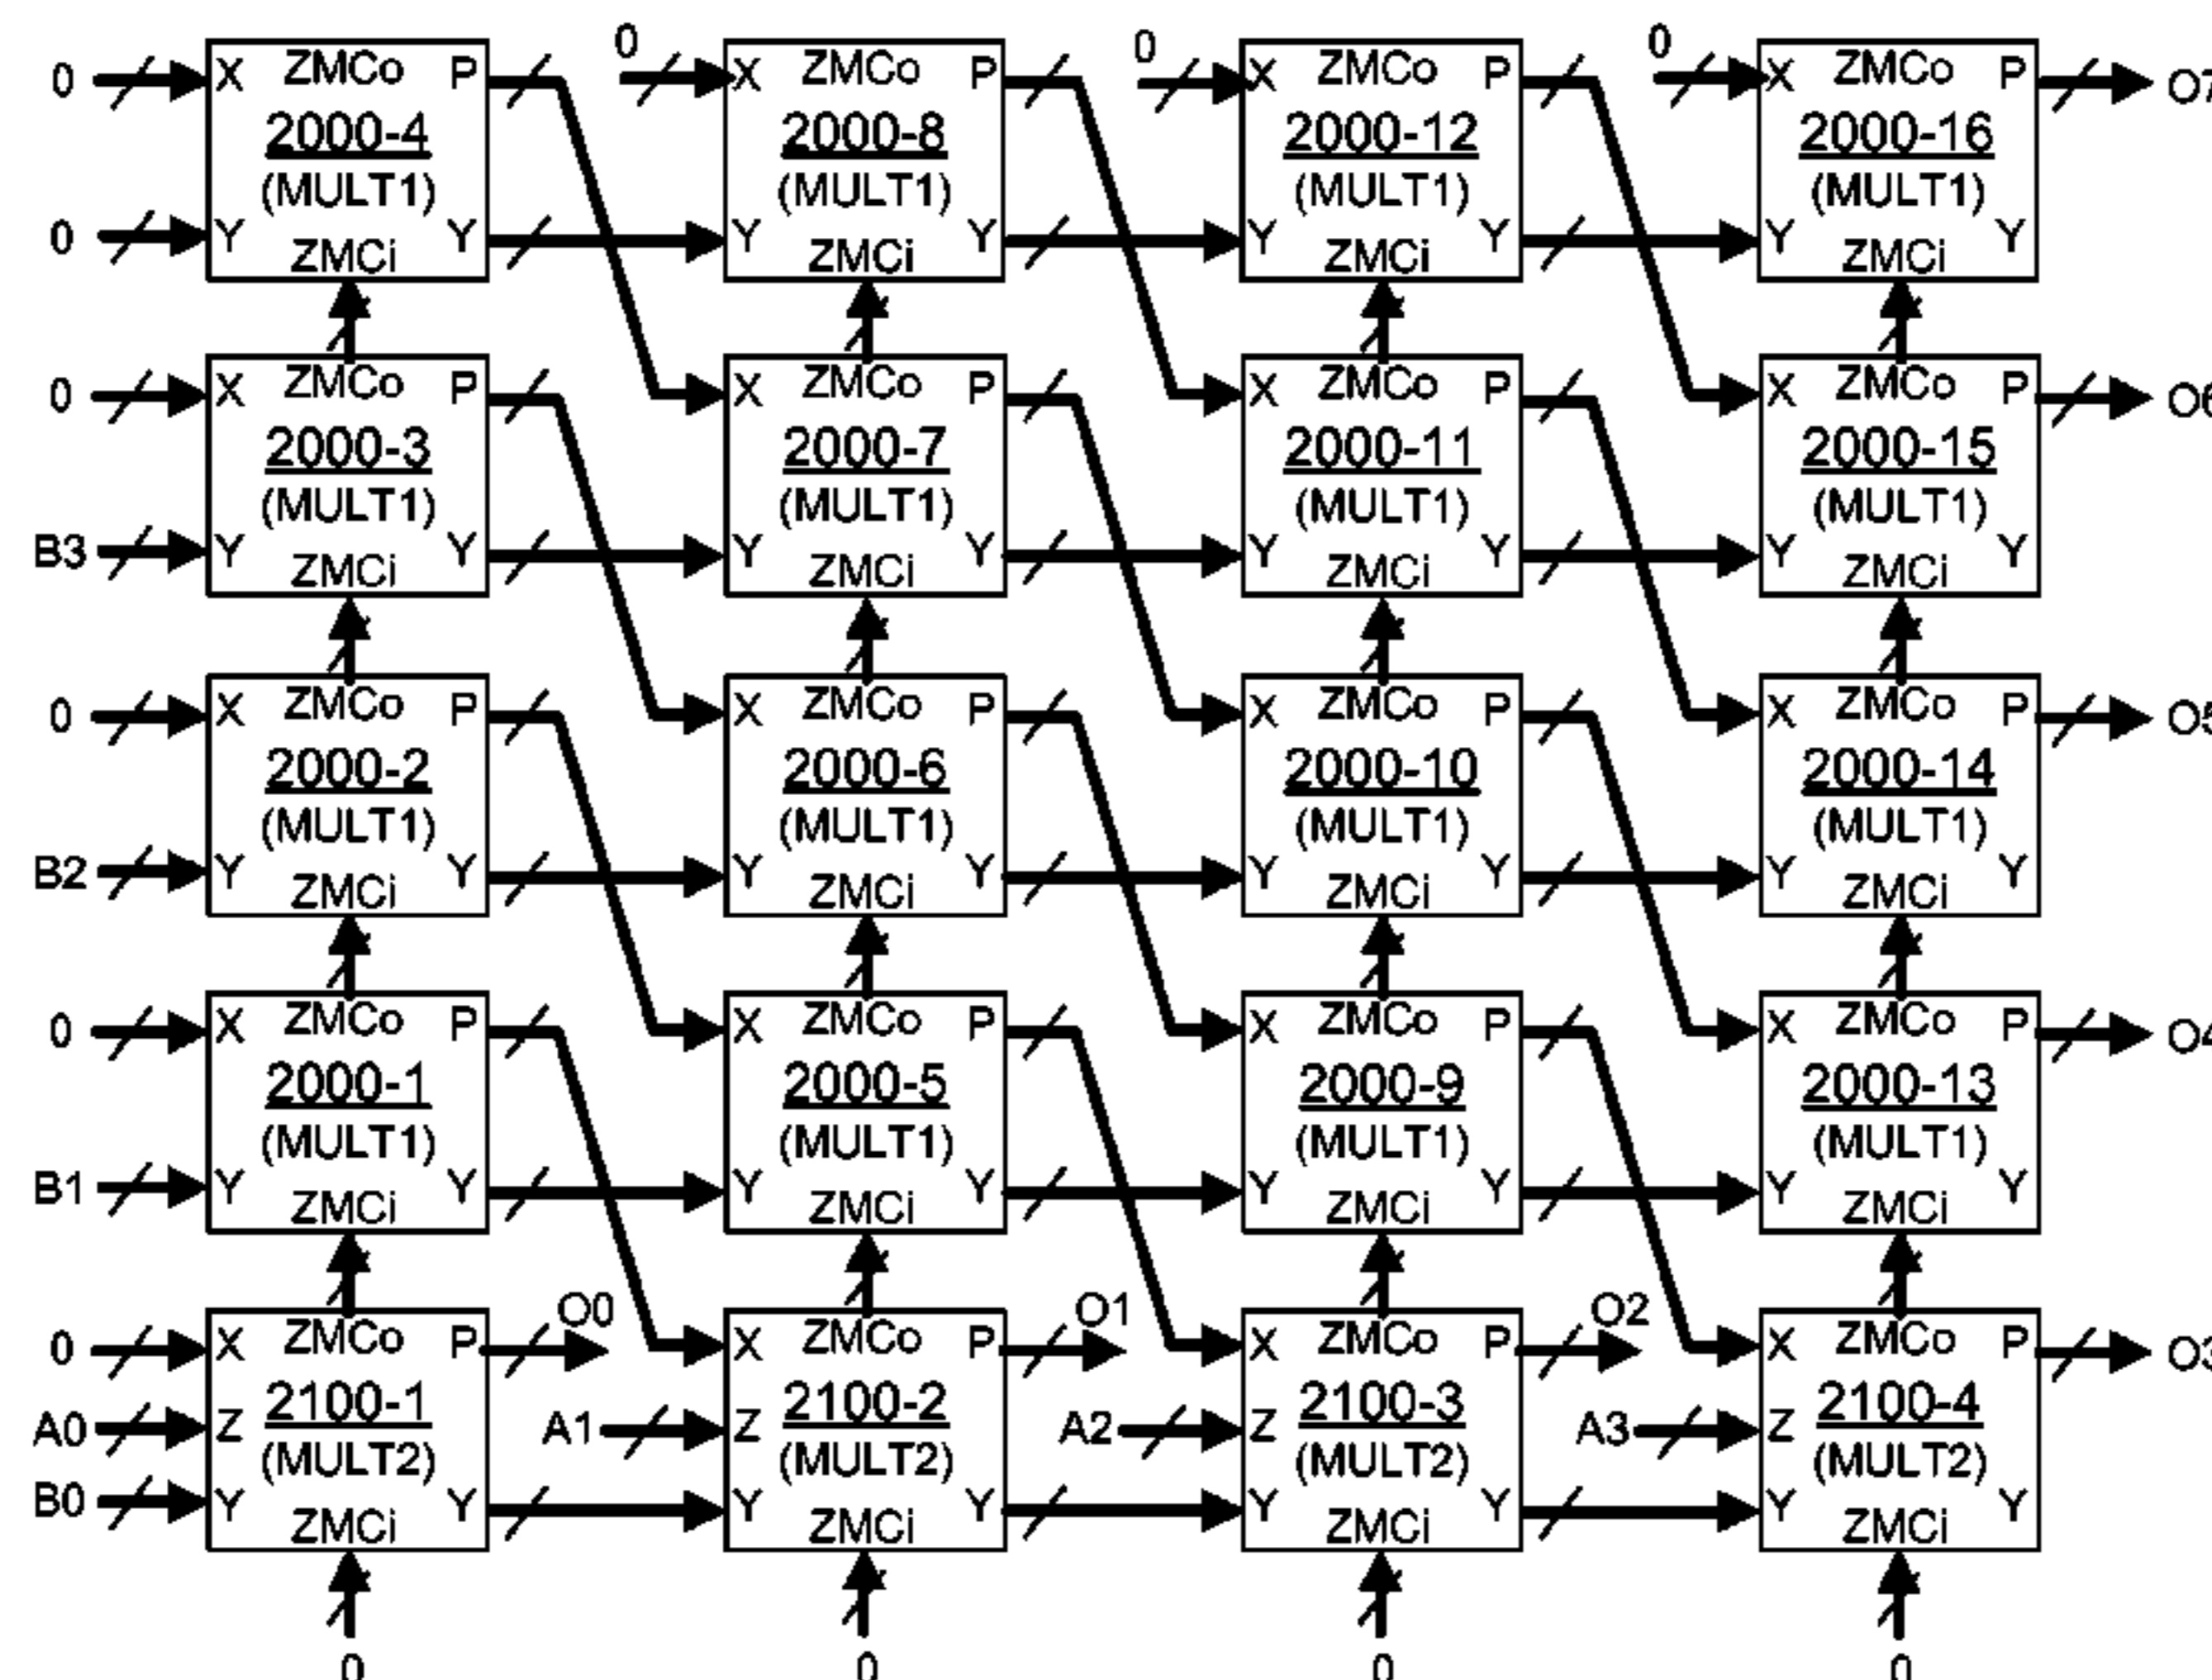 0 X ZMCo P 0 X ZMCo P 0 X ZMCo P 0 X ZMCo P O7
2000-4 2000-8 2000-12 2000-16
(MULT1) (MULT1) (MULT1) (MULT1)
0 Y Y Y Y Y Y Y Y
ZMCi ZMCi ZMCi ZMCi
0 X ZMCo P X ZMCo P X ZMCo P X ZMCo P O6
2000-3 2000-7 2000-11 2000-15
(MULT1) (MULT1) (MULT1) (MULT1)
B3 Y Y Y Y Y Y Y Y
ZMCi ZMCi ZMCi ZMCi
0 X ZMCo P X ZMCo P X ZMCo P X ZMCo P O5
2000-2 2000-6 2000-10 2000-14
(MULT1) (MULT1) (MULT1) (MULT1)
B2 Y Y Y Y Y Y Y Y
ZMCi ZMCi ZMCi ZMCi
0 X ZMCo P X ZMCo P X ZMCo P X ZMCo P O4
2000-1 2000-5 2000-9 2000-13
(MULT1) (MULT1) (MULT1) (MULT1)
B1 Y Y Y Y Y Y Y Y
ZMCi ZMCi ZMCi ZMCi
O0 O1 O2
0 X ZMCo P X ZMCo P X ZMCo P X ZMCo P O3
2100-1 2100-2 2100-3 2100-4
A0 Z A1 Z A2 Z A3 Z
(MULT2) (MULT2) (MULT2) (MULT2)
B0 Y Y Y Y Y Y Y Y
ZMCi ZMCi ZMCi ZMCi
0 0 0 0